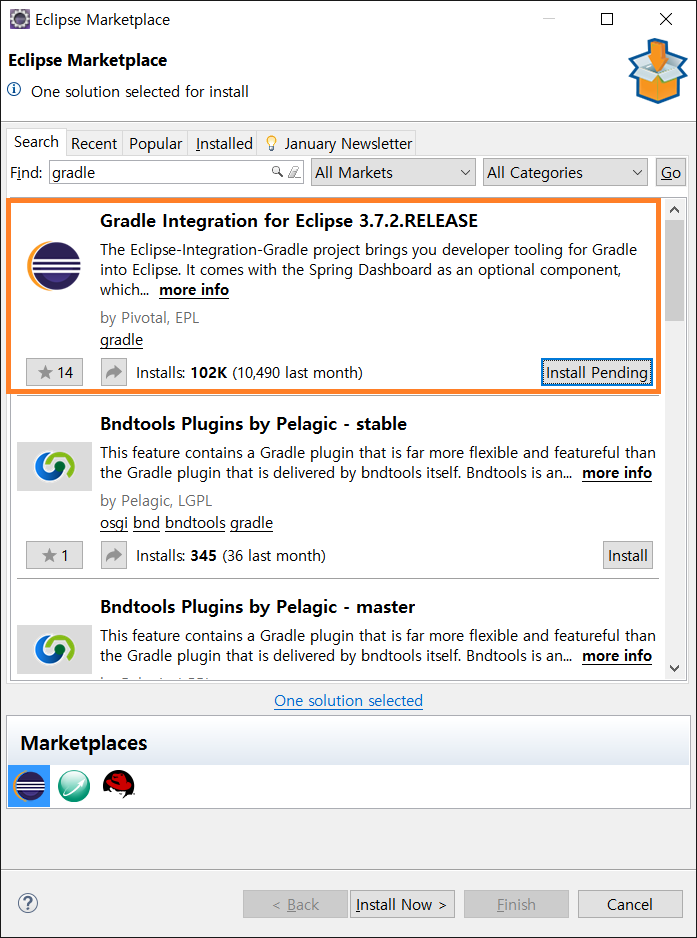 Eclipse Marketplace
Eclipse Marketplace
One solution selected for install
Search Recent Popular Installed January Newsletter
Find: gradle All Markets All Categories Go
Gradle Integration for Eclipse 3.7.2.RELEASE
The Eclipse-Integration-Gradle project brings you developer tooling for Gradle
into Eclipse. It comes with the Spring Dashboard as an optional component,
which... more info
by Pivotal, EPL
gradle
14 Installs: 102K (10,490 last month) Install Pending
Bndtools Plugins by Pelagic - stable
This feature contains a Gradle plugin that is far more flexible and featureful than
the Gradle plugin that is delivered by bndtools itself. Bndtools is an... more info
by Pelagic, LGPL
osgi bnd bndtools gradle
1 Installs: 345 (36 last month) Install
Bndtools Plugins by Pelagic - master
This feature contains a Gradle plugin that is far more flexible and featureful than
the Gradle plugin that is delivered by bndtools itself. Bndtools is an... more info
One solution selected
Marketplaces
? < Back Install Now > Finish Cancel